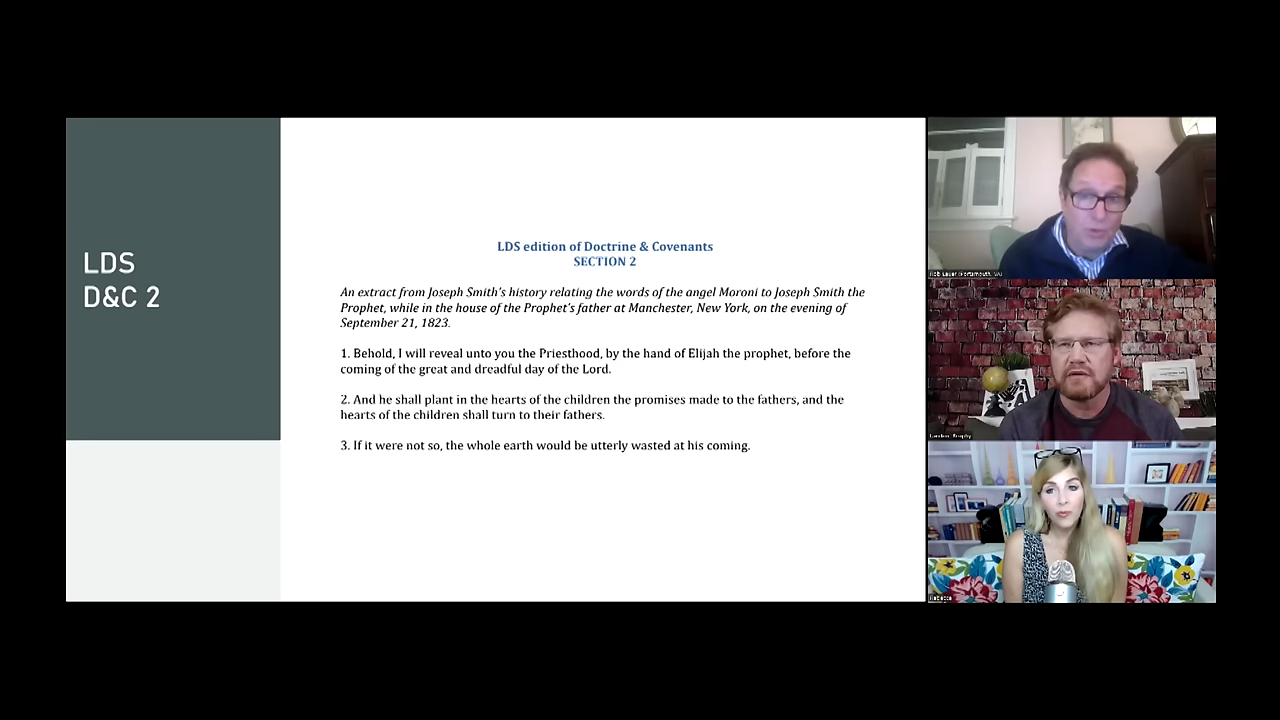 LDS
D&C 2
LDS edition of Doctrine & Covenants
SECTION 2
An extract from Joseph Smith's history relating the words of the angel Moroni to Joseph Smith the
Prophet, while in the house of the Prophet's father at Manchester, New York, on the evening of
September 21, 1823.
1. Behold, I will reveal unto you the Priesthood, by the hand of Elijah the prophet, before the
coming of the great and dreadful day of the Lord.
2. And he shall plant in the hearts of the children the promises made to the fathers, and the
hearts of the children shall turn to their fathers.
3. If it were not so, the whole earth would be utterly wasted at his coming.
Rob Lauer (Portsmouth, VA)
Rebecca